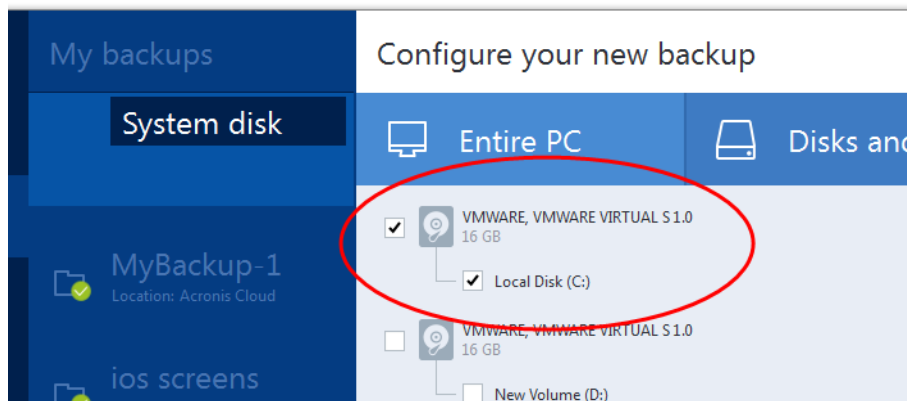 My backups
System disk
MyBackup-1
Location: Acronis Cloud
ios screens
Configure your new backup
Entire PC
Disks and
VMWARE, VMWARE VIRTUAL S 1.0
16 GB
Local Disk (C:)
VMWARE, VMWARE VIRTUAL S 1.0
16 GB
New Volume (D:)